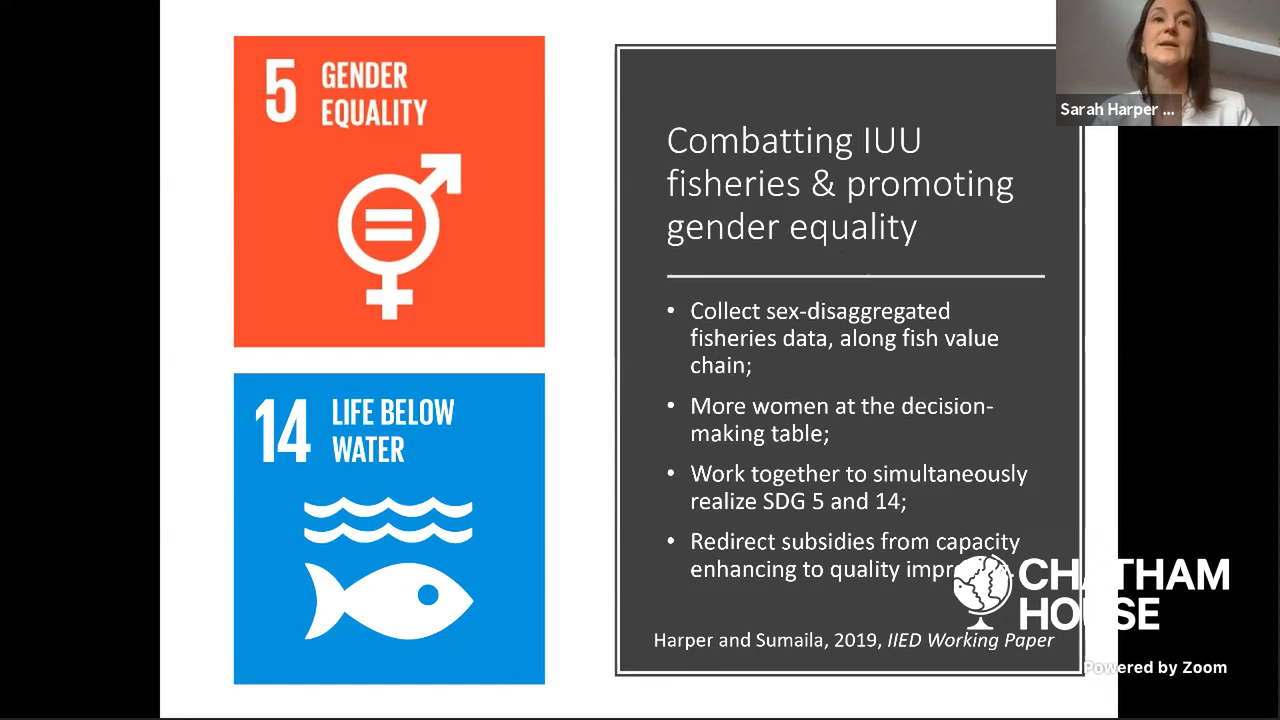 5 GENDER
EQUALITY
14 LIFE BELOW
WATER
Combatting IUU
fisheries & promoting
gender equality
• Collect sex-disaggregated
fisheries data, along fish value
chain;
• More women at the decision-
making table;
• Work together to simultaneously
realize SDG 5 and 14;
• Redirect subsidies from capacity
enhancing to quality
Harper and Sumaila, 2019, IIED Working Paper
Sarah Harper ...
CHATHAM
HOUSE
Powered by Zoom